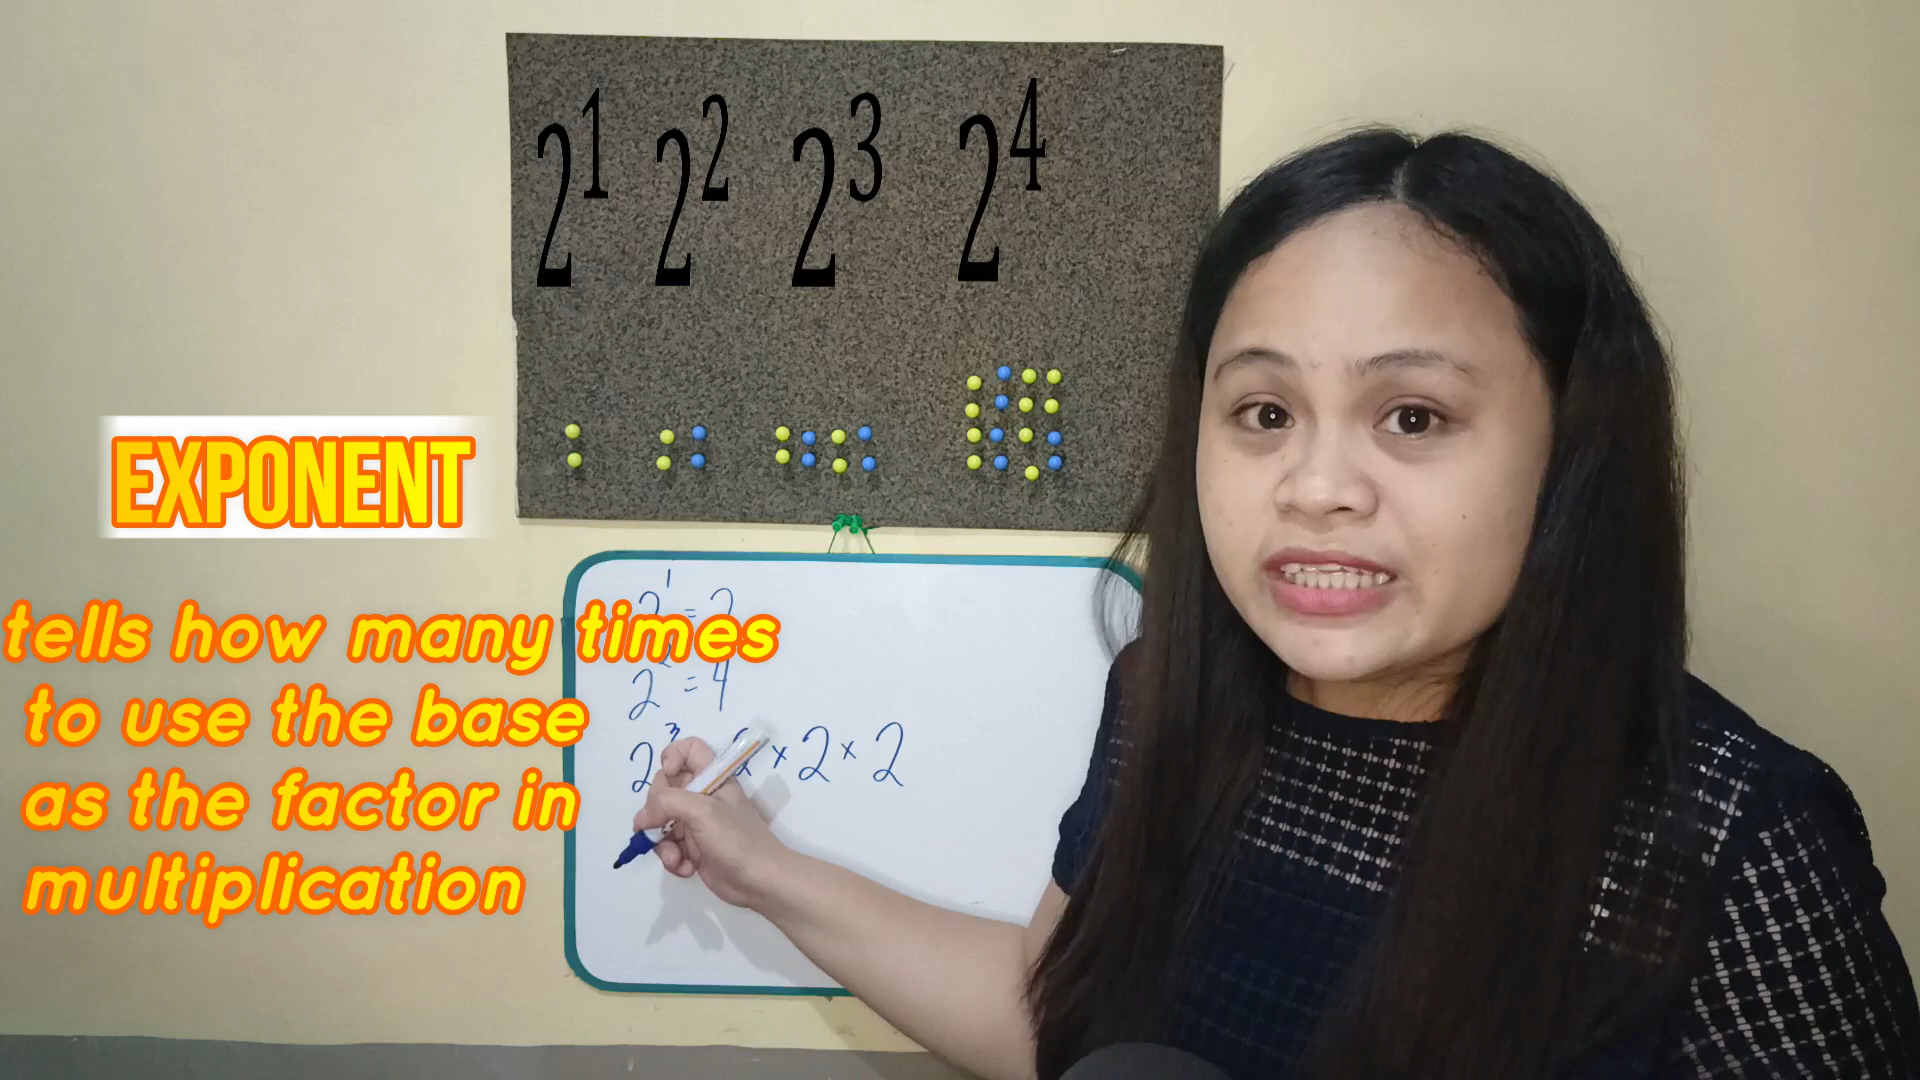 2¹ 2² 2³ 2⁴
EXPONENT
tells how many times
to use the base
as the factor in
multiplication
2¹ = 2
2² = 4
2³ = 2 × 2 × 2